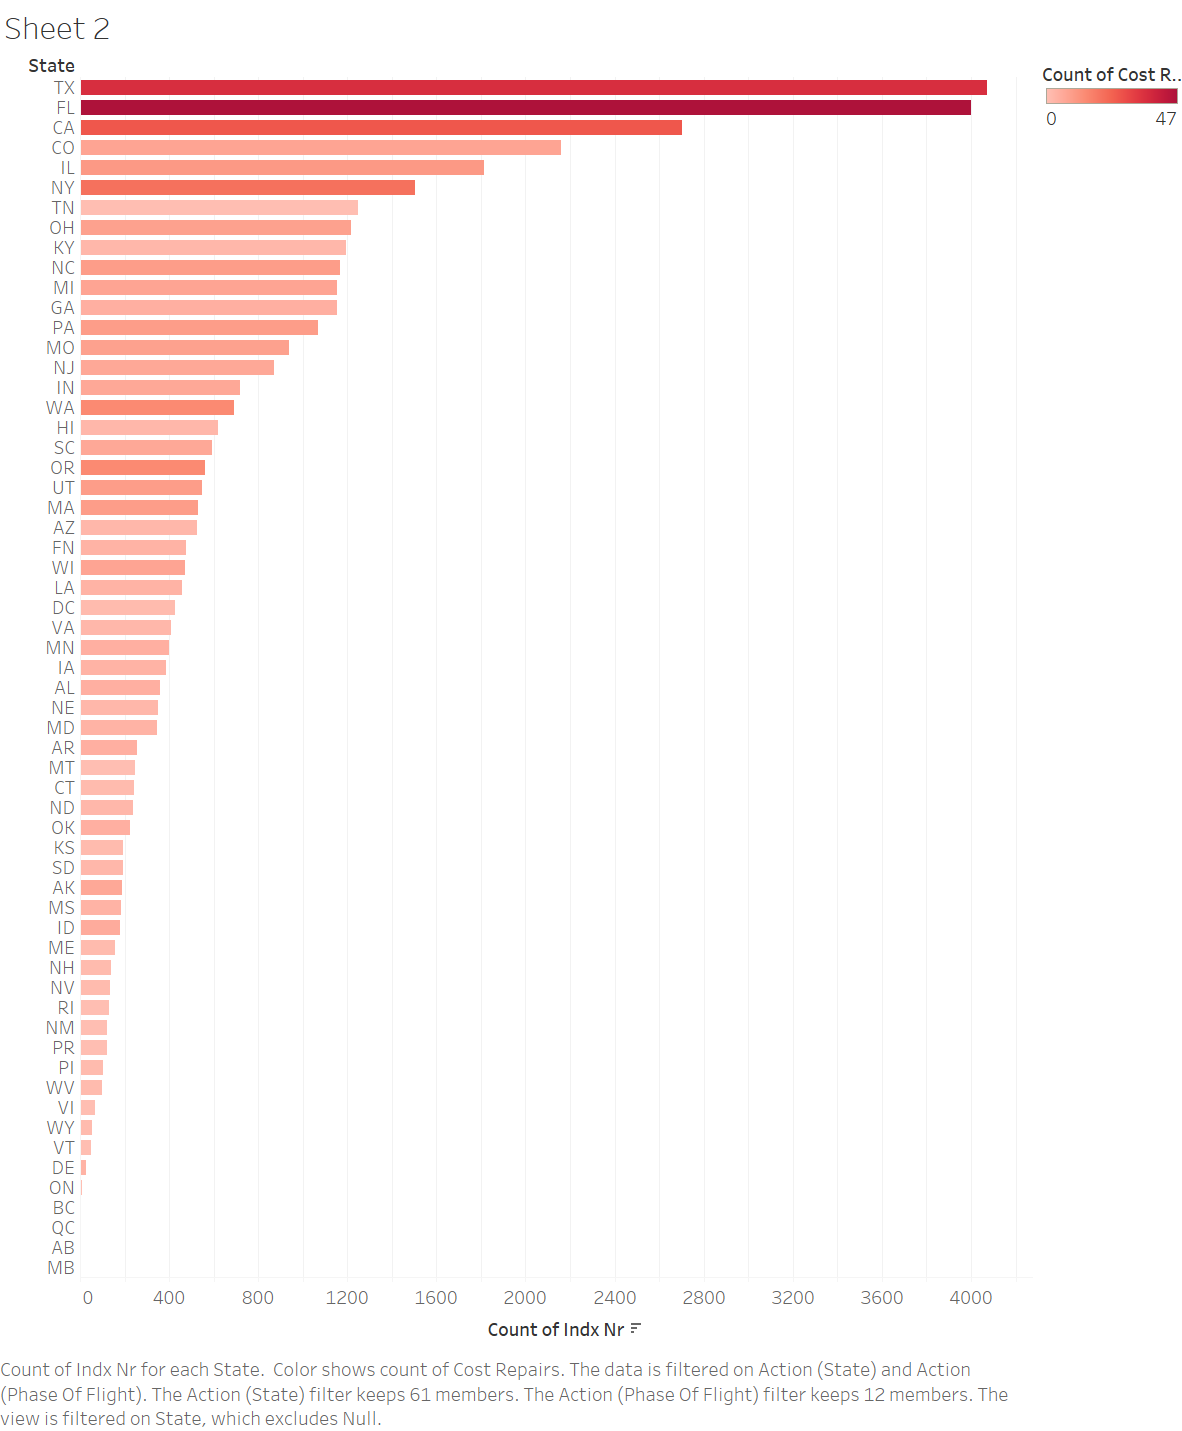 Sheet 2
State
Count of Cost R..
0 47
TX
FL
CA
CO
IL
NY
TN
OH
KY
NC
MI
GA
PA
MO
NJ
IN
WA
HI
SC
OR
UT
MA
AZ
FN
WI
LA
DC
VA
MN
IA
AL
NE
MD
AR
MT
CT
ND
OK
KS
SD
AK
MS
ID
ME
NH
NV
RI
NM
PR
PI
WV
VI
WY
VT
DE
ON
BC
QC
AB
MB
0 400 800 1200 1600 2000 2400 2800 3200 3600 4000
Count of Indx Nr
Count of Indx Nr for each State.  Color shows count of Cost Repairs. The data is filtered on Action (State) and Action
(Phase Of Flight). The Action (State) filter keeps 61 members. The Action (Phase Of Flight) filter keeps 12 members. The
view is filtered on State, which excludes Null.